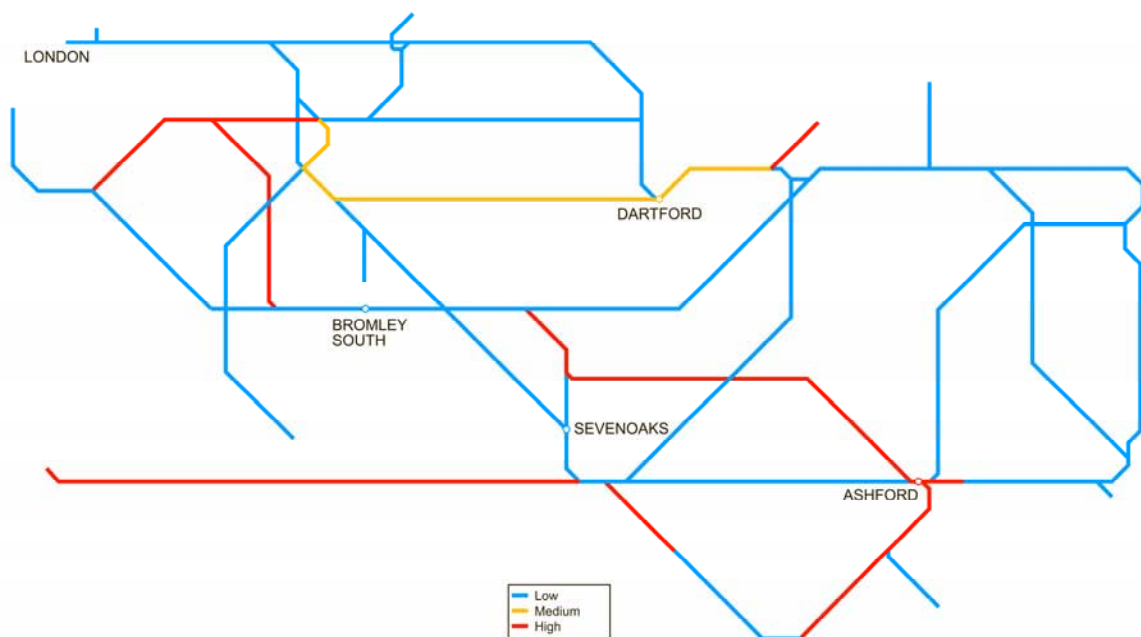 LONDON
DARTFORD
BROMLEY
SOUTH
SEVENOAKS
ASHFORD
Low
Medium
High